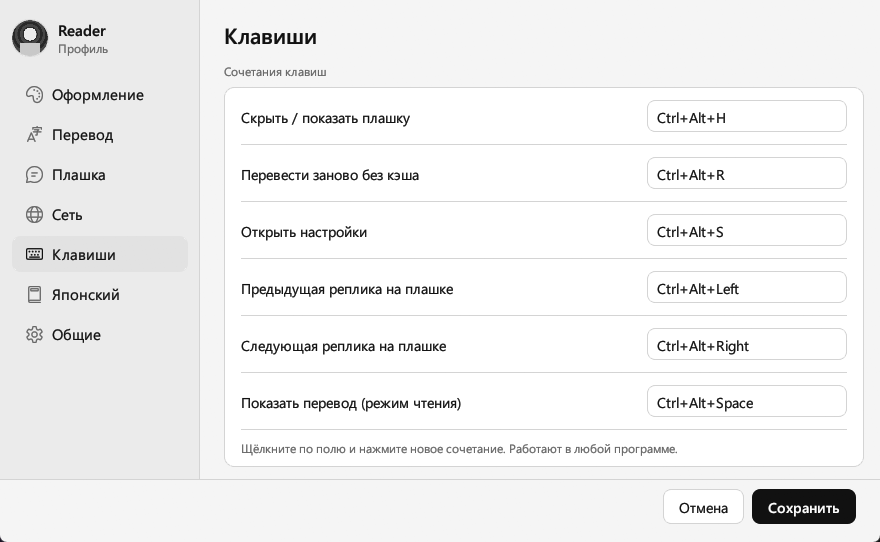 Reader
Профиль
Оформление
Перевод
Плашка
Сеть
Клавиши
Японский
Общие
Клавиши
Сочетания клавиш
Скрыть / показать плашку
Ctrl+Alt+H
Перевести заново без кэша
Ctrl+Alt+R
Открыть настройки
Ctrl+Alt+S
Предыдущая реплика на плашке
Ctrl+Alt+Left
Следующая реплика на плашке
Ctrl+Alt+Right
Показать перевод (режим чтения)
Ctrl+Alt+Space
Щёлкните по полю и нажмите новое сочетание. Работают в любой программе.
Отмена
Сохранить